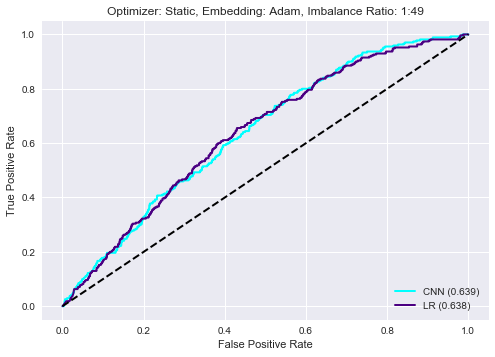 Optimizer: Static, Embedding: Adam, Imbalance Ratio: 1:49
1.0
0.8
0.6
0.4
0.2
0.0
True Positive Rate
CNN (0.639)
LR (0.638)
0.0 0.2 0.4 0.6 0.8 1.0
False Positive Rate